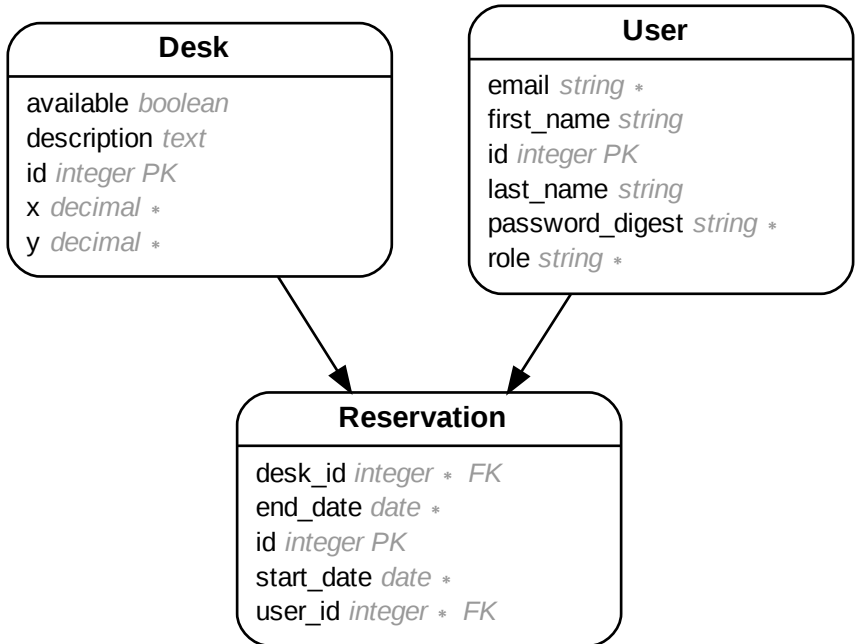 Desk
available boolean
description text
id integer PK
x decimal *
y decimal *
User
email string *
first_name string
id integer PK
last_name string
password_digest string *
role string *
Reservation
desk_id integer * FK
end_date date *
id integer PK
start_date date *
user_id integer * FK